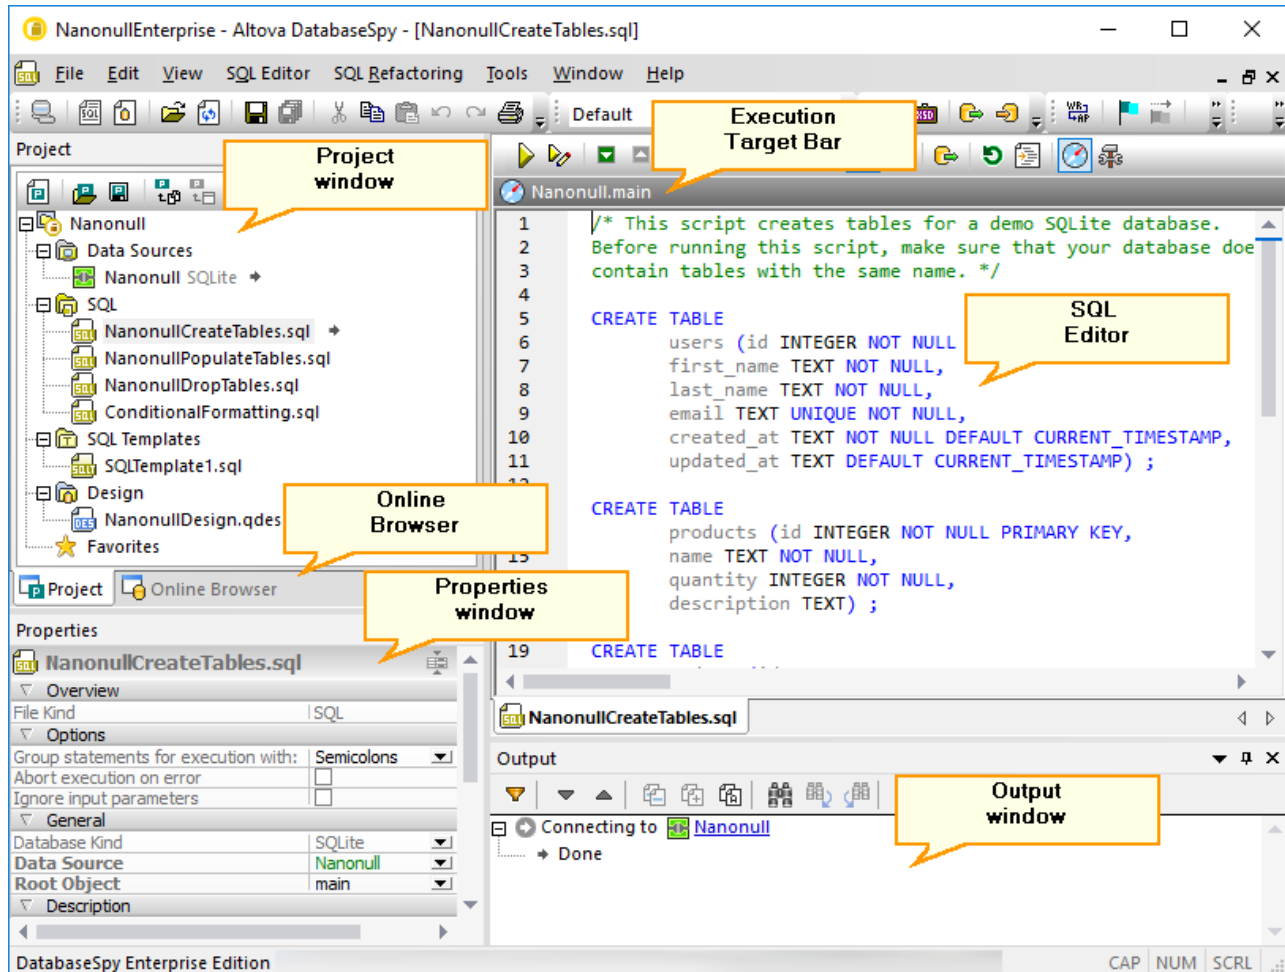 NanonullEnterprise - Altova DatabaseSpy - [NanonullCreateTables.sql]
File Edit View SQL Editor SQL Refactoring Tools Window Help
Default
Execution
Target Bar
Project
Project
window
Nanonull.main
Nanonull
Data Sources
Nanonull SQLite
SQL
NanonullCreateTables.sql
NanonullPopulateTables.sql
NanonullDropTables.sql
ConditionalFormatting.sql
SQL Templates
SQLTemplate1.sql
Design
NanonullDesign.qdes
Favorites
Online
Browser
Project Online Browser
1 /* This script creates tables for a demo SQLite database.
2 Before running this script, make sure that your database doe
3 contain tables with the same name. */
4
5 CREATE TABLE
6 users (id INTEGER NOT NULL
7 first_name TEXT NOT NULL,
8 last_name TEXT NOT NULL,
9 email TEXT UNIQUE NOT NULL,
10 created_at TEXT NOT NULL DEFAULT CURRENT_TIMESTAMP,
11 updated_at TEXT DEFAULT CURRENT_TIMESTAMP) ;
12
CREATE TABLE
products (id INTEGER NOT NULL PRIMARY KEY,
15 name TEXT NOT NULL,
quantity INTEGER NOT NULL,
description TEXT) ;
19 CREATE TABLE
SQL
Editor
NanonullCreateTables.sql
Properties
window
Properties
NanonullCreateTables.sql
Overview
File Kind SQL
Options
Group statements for execution with: Semicolons
Abort execution on error
Ignore input parameters
General
Database Kind SQLite
Data Source Nanonull
Root Object main
Description
Output
Output
window
Connecting to Nanonull
Done
DatabaseSpy Enterprise Edition
CAP NUM SCRL